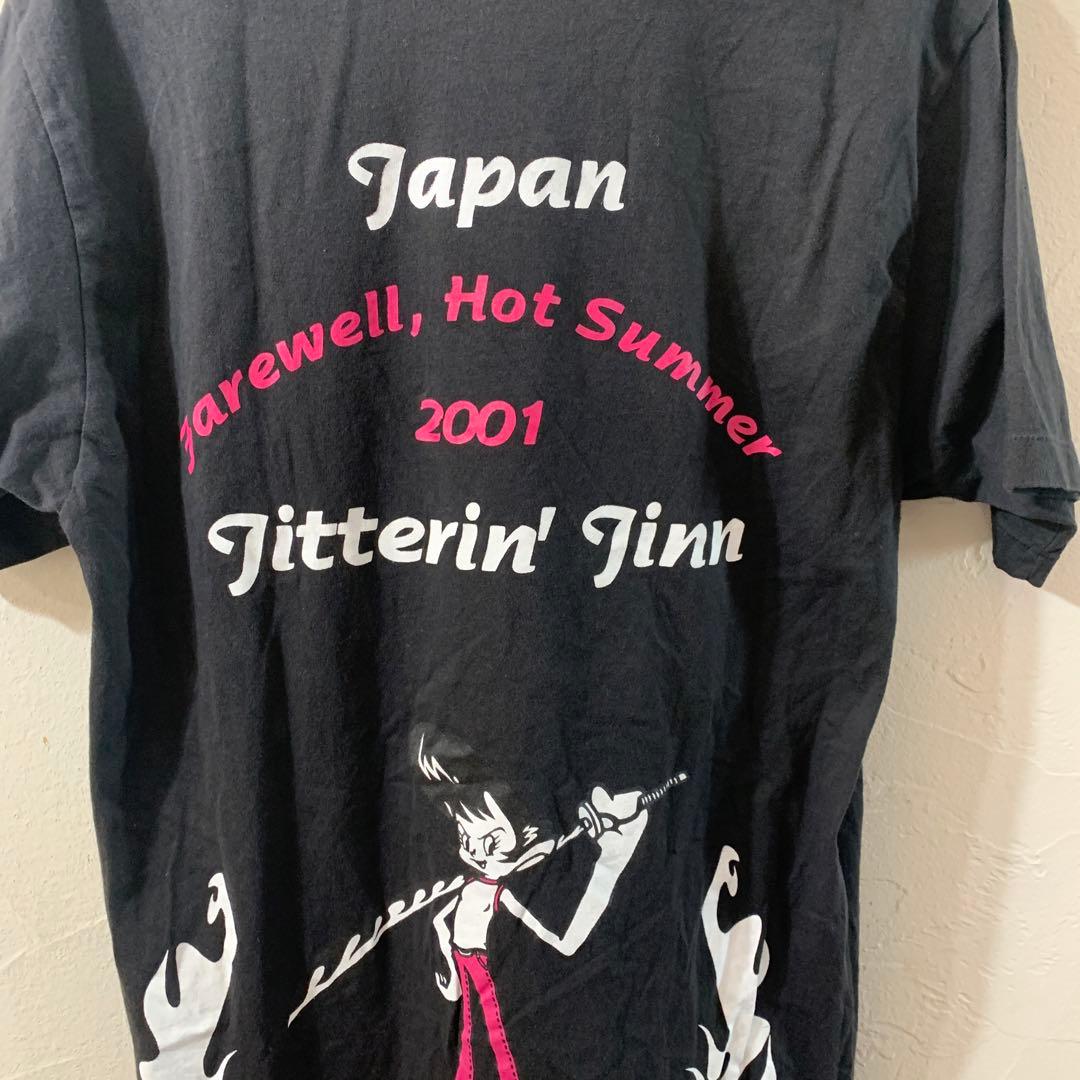 Japan
Farewell, Hot Summer
2001
Jitterin' Jinn